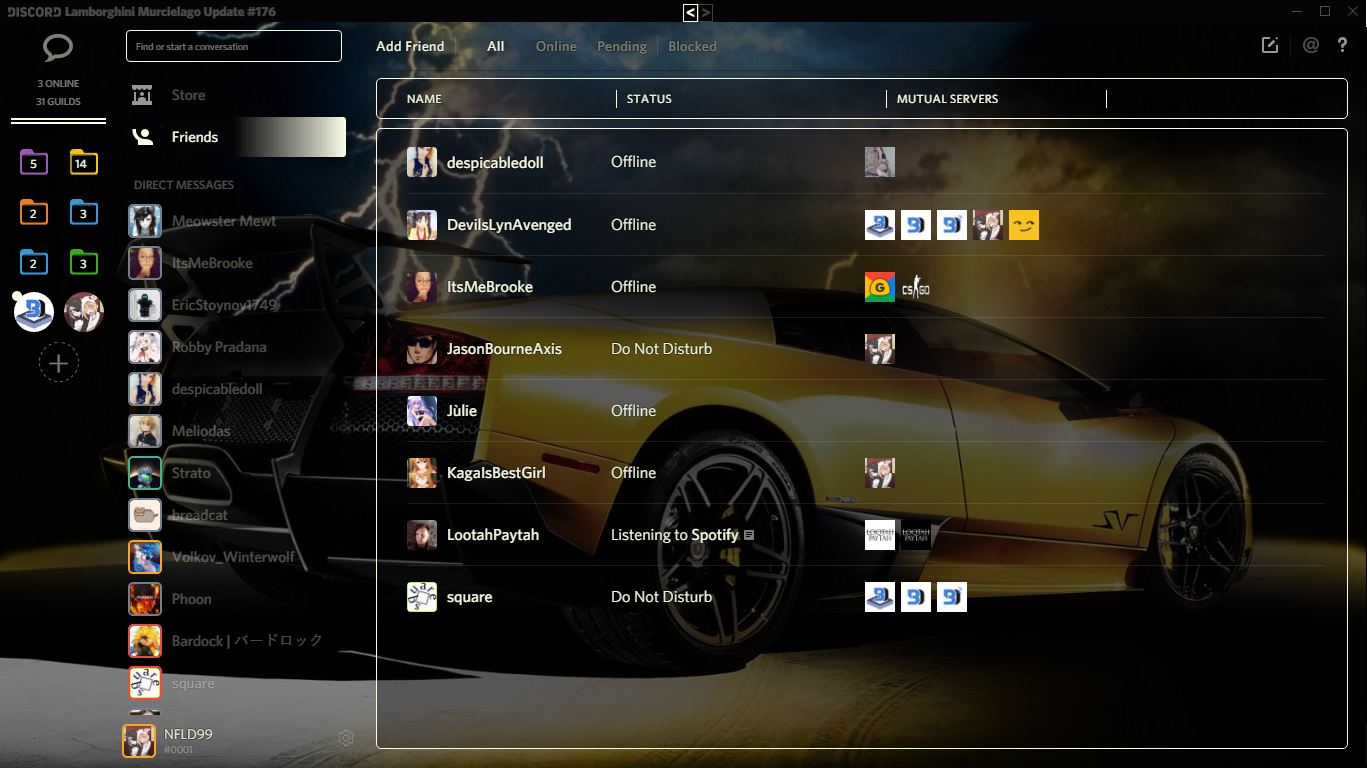 DISCORD Lamborghini Murcielago Update #176
< >
Find or start a conversation
Add Friend All Online Pending Blocked
@ ?
3 ONLINE
31 GUILDS
Store
Friends
NAME STATUS MUTUAL SERVERS
5 14
2 3
2 3
DIRECT MESSAGES
Meowster Mewt
ItsMeBrooke
EricStoynov1749
Robby Pradana
despicabledoll
Meliodas
Strato
breadcat
Volkov_Winterwolf
Phoon
Bardock | バードロック
square
NFLD99
#0001
despicabledoll Offline
DevilsLynAvenged Offline
ItsMeBrooke Offline G CS GO
JasonBourneAxis Do Not Disturb
Jùlie Offline
KagaIsBestGirl Offline
LootahPaytah Listening to Spotify LOOTAH PAYTAH LOOTAH PAYTAH
square Do Not Disturb
SV